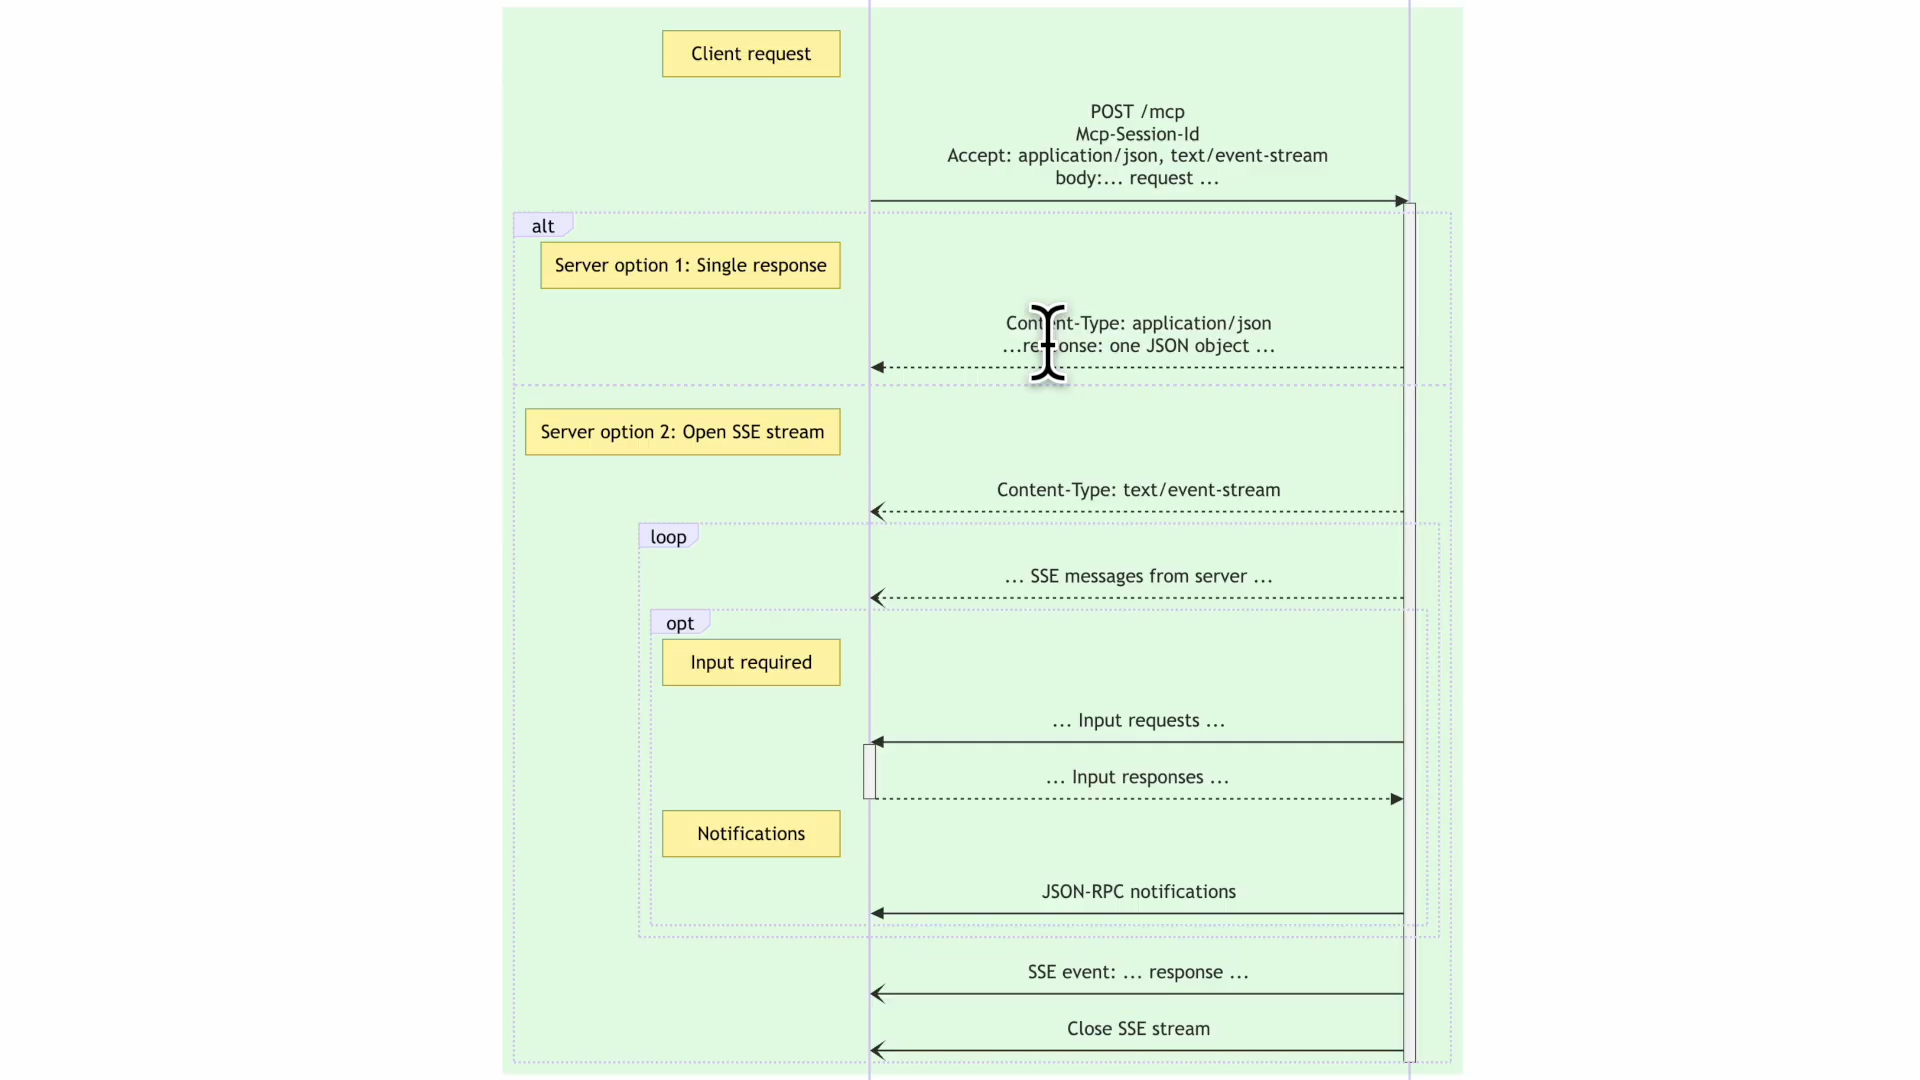 Client request
POST /mcp
Mcp-Session-Id
Accept: application/json, text/event-stream
body:... request ...
alt
Server option 1: Single response
Content-Type: application/json
...response: one JSON object ...
Server option 2: Open SSE stream
Content-Type: text/event-stream
loop
... SSE messages from server ...
opt
Input required
... Input requests ...
... Input responses ...
Notifications
JSON-RPC notifications
SSE event: ... response ...
Close SSE stream